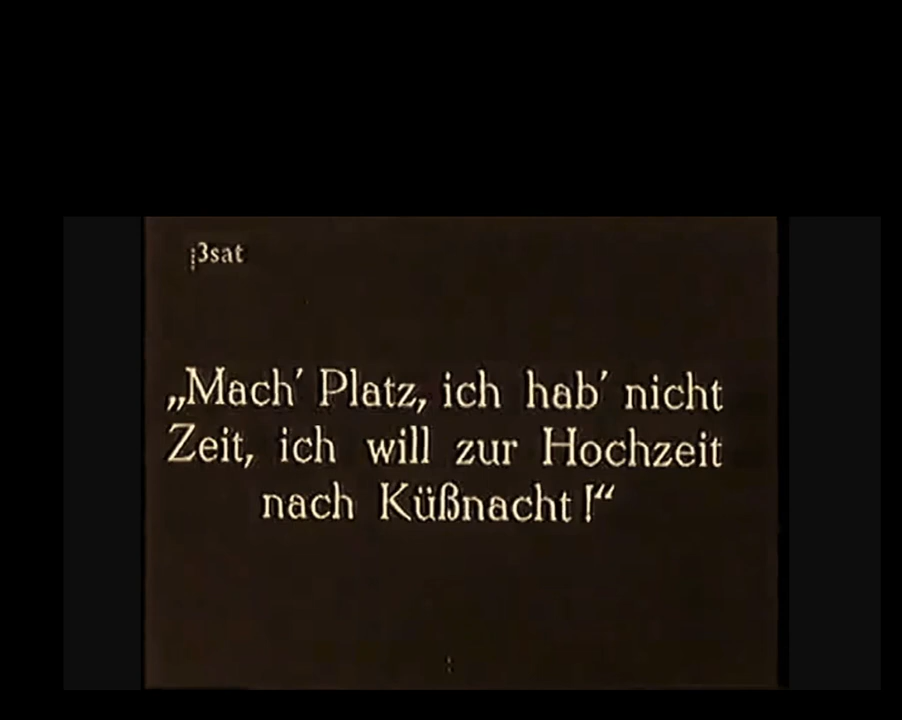 3sat
„Mach' Platz, ich hab' nicht
Zeit, ich will zur Hochzeit
nach Küßnacht!“